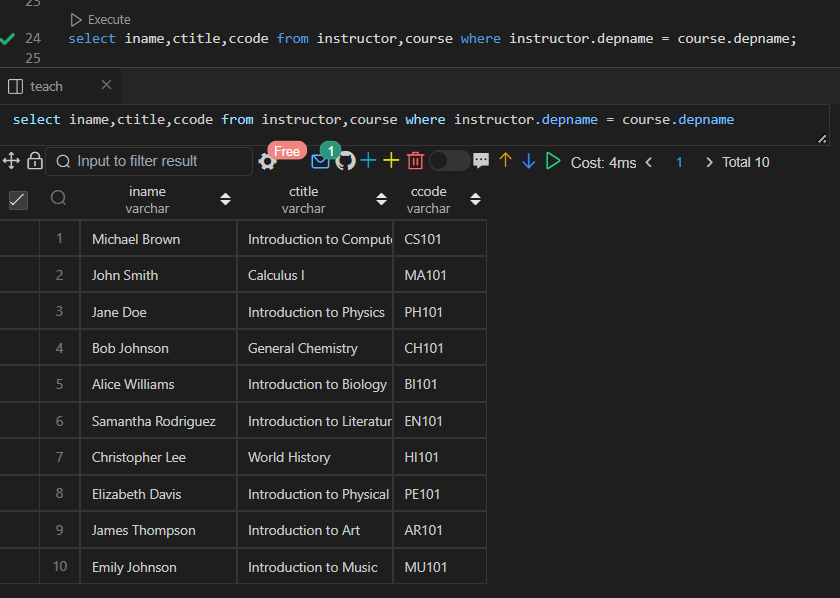 23
Execute
24 select iname,ctitle,ccode from instructor,course where instructor.depname = course.depname;
25
teach
select iname,ctitle,ccode from instructor,course where instructor.depname = course.depname
Input to filter result Free 1 Cost: 4ms 1 Total 10
iname ctitle ccode
varchar varchar varchar
1 Michael Brown Introduction to Comput CS101
2 John Smith Calculus I MA101
3 Jane Doe Introduction to Physics PH101
4 Bob Johnson General Chemistry CH101
5 Alice Williams Introduction to Biology BI101
6 Samantha Rodriguez Introduction to Literatur EN101
7 Christopher Lee World History HI101
8 Elizabeth Davis Introduction to Physical PE101
9 James Thompson Introduction to Art AR101
10 Emily Johnson Introduction to Music MU101